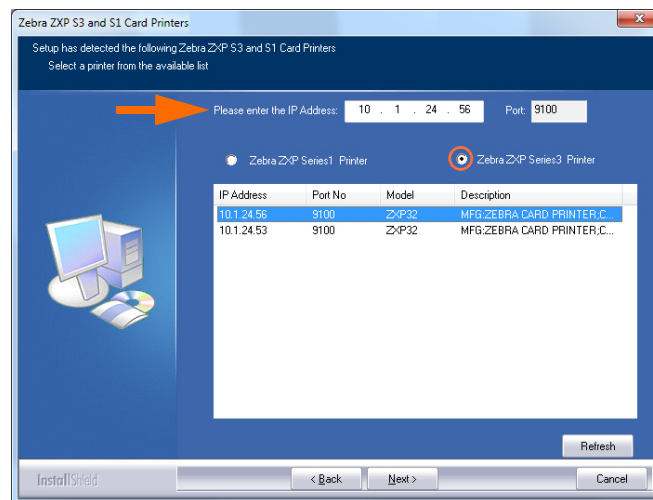 Zebra ZXP S3 and S1 Card Printers
Setup has detected the following Zebra ZXP S3 and S1 Card Printers
Select a printer from the available list
Please enter the IP Address: 10 . 1 . 24 . 56 Port: 9100
Zebra ZXP Series1 Printer Zebra ZXP Series3 Printer
IP Address Port No Model Description
10.1.24.56 9100 ZXP32 MFG:ZEBRA CARD PRINTER;C...
10.1.24.53 9100 ZXP32 MFG:ZEBRA CARD PRINTER;C...
Refresh
InstallShield < Back Next > Cancel